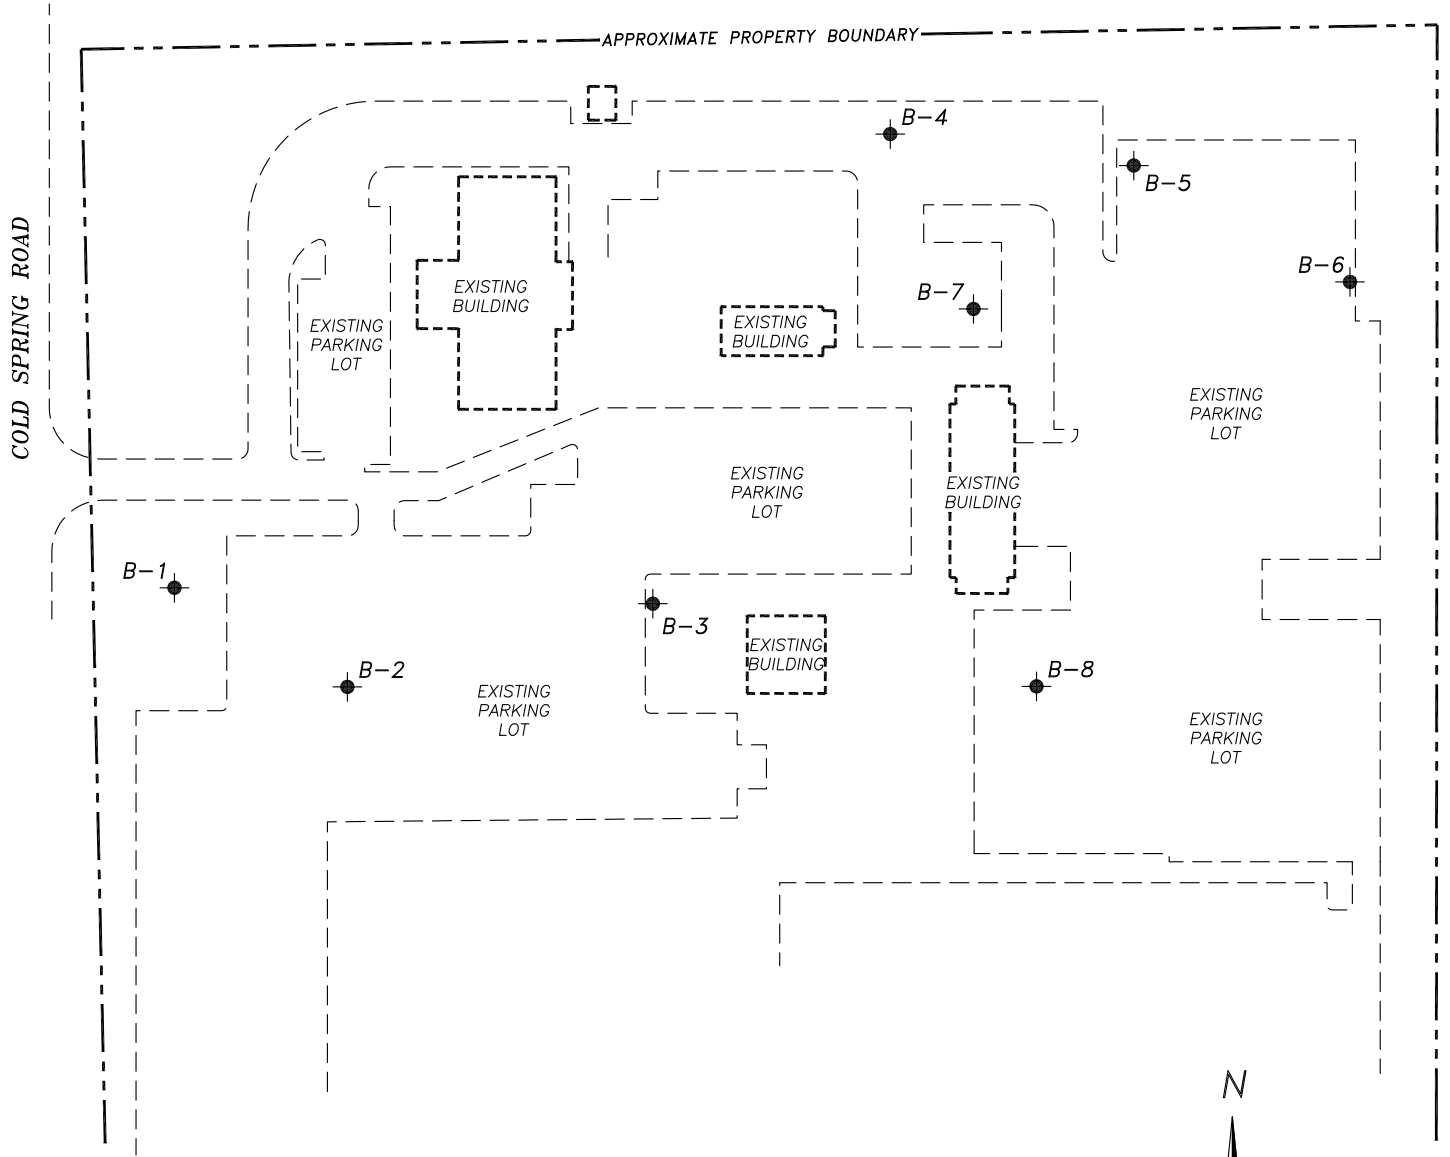 APPROXIMATE PROPERTY BOUNDARY
B-4
B-5
COLD SPRING ROAD
B-6
EXISTING
BUILDING
B-7
EXISTING
PARKING
LOT
EXISTING
BUILDING
EXISTING
PARKING
LOT
EXISTING
PARKING
LOT
EXISTING
BUILDING
B-1
B-3
EXISTING
BUILDING
B-2
B-8
EXISTING
PARKING
LOT
EXISTING
PARKING
LOT
N